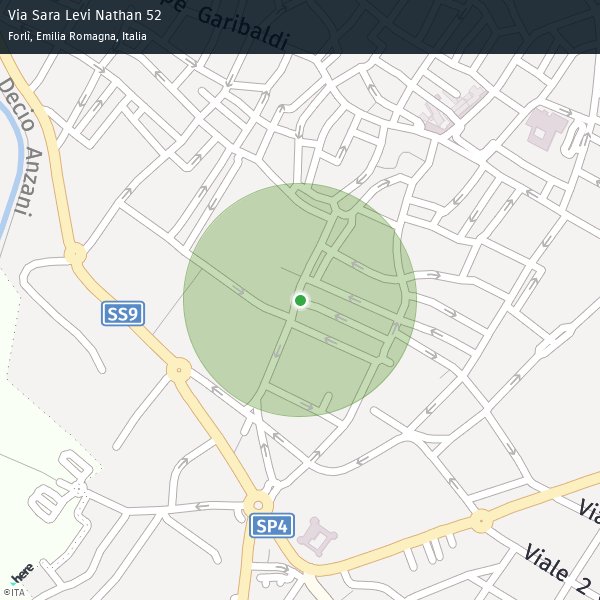 Via Sara Levi Nathan 52
Forlì, Emilia Romagna, Italia
Garibaldi
Decio Anzani
SS9
SP4
Viale 2
here
©ITA